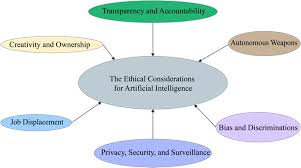 Transparency and Accountability
Creativity and Ownership
Autonomous Weapons
The Ethical Considerations
for Artificial Intelligence
Job Displacement
Bias and Discriminations
Privacy, Security, and Surveillance